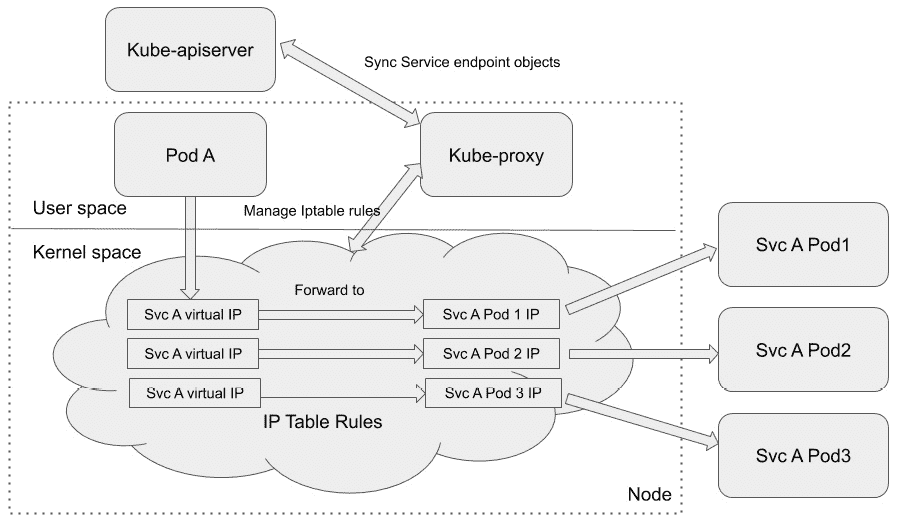 Kube-apiserver
Sync Service endpoint objects
Pod A
Kube-proxy
User space
Manage Iptable rules
Kernel space
Forward to
Svc A virtual IP
Svc A Pod 1 IP
Svc A virtual IP
Svc A Pod 2 IP
Svc A virtual IP
Svc A Pod 3 IP
IP Table Rules
Node
Svc A Pod1
Svc A Pod2
Svc A Pod3